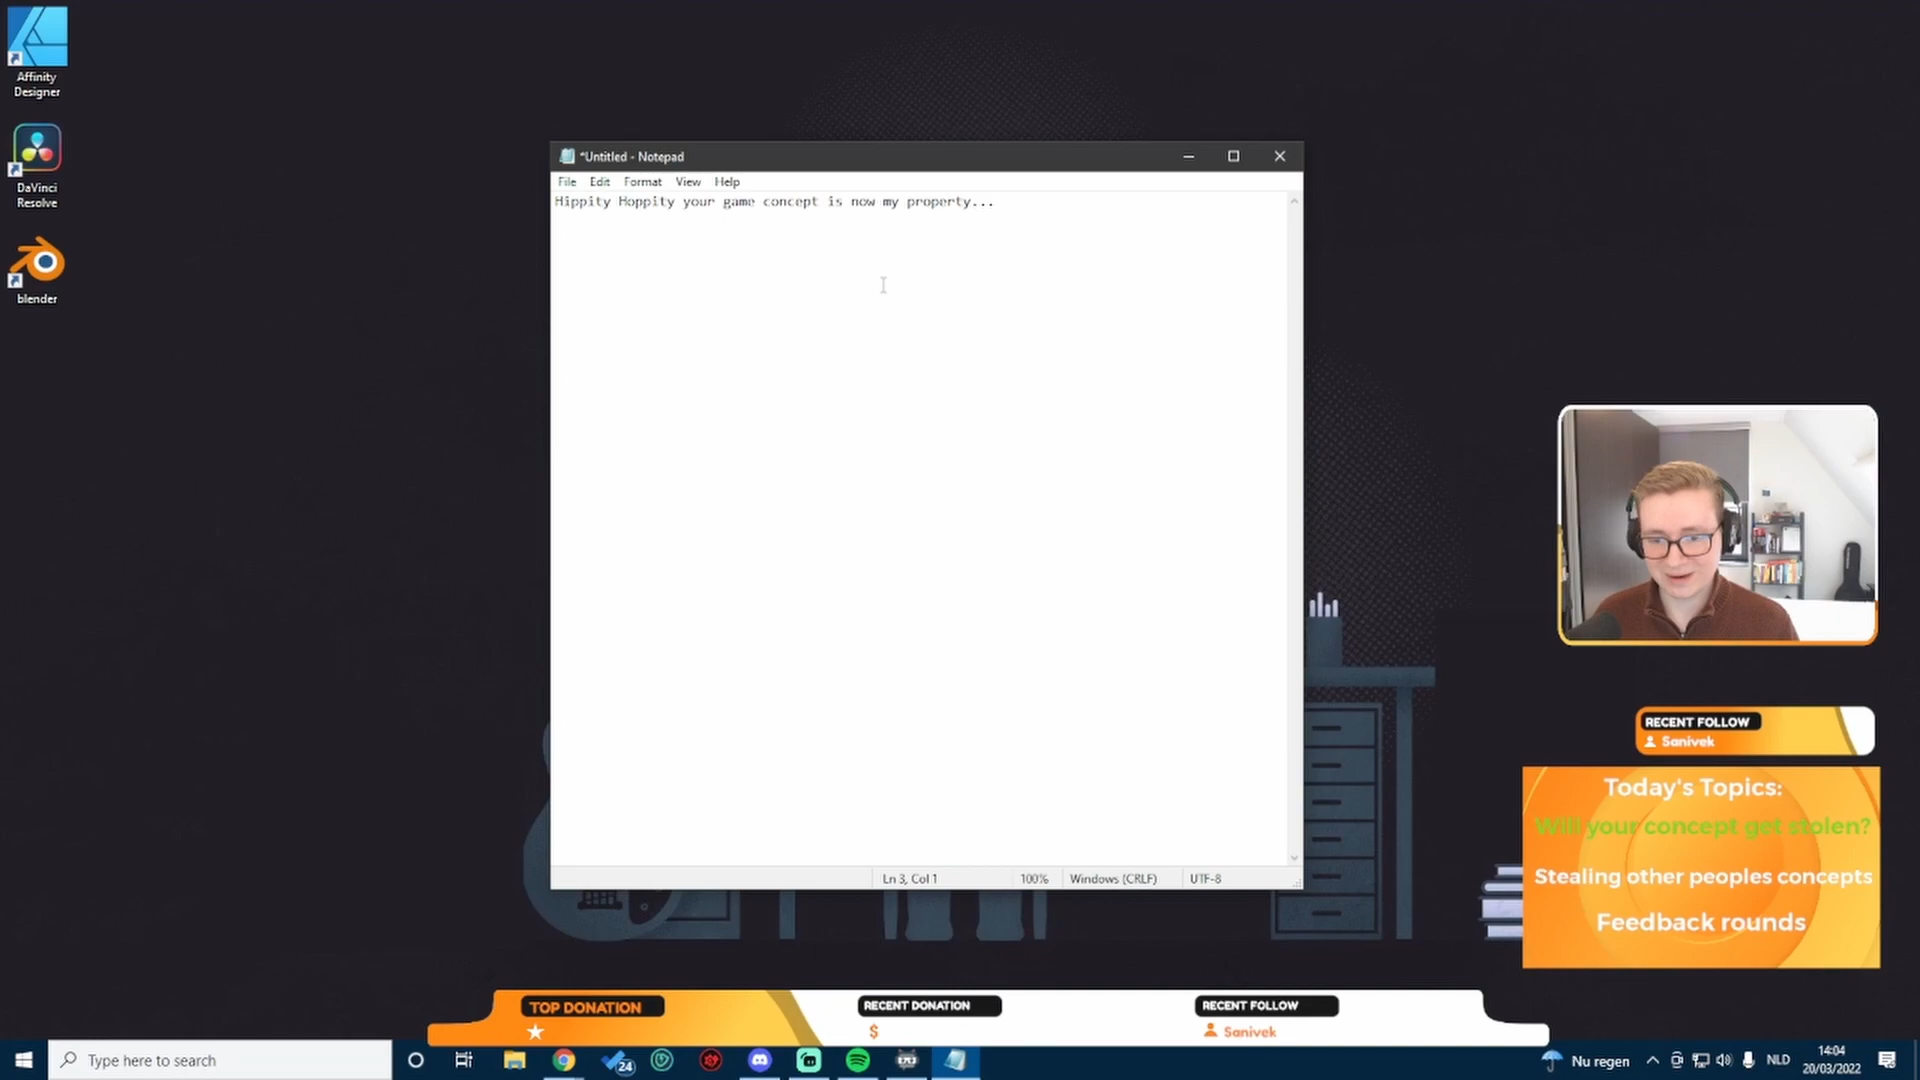 Affinity
Designer
DaVinci
Resolve
blender
*Untitled - Notepad
File Edit Format View Help
Hippity Hoppity your game concept is now my property...
Ln 3, Col 1 100% Windows (CRLF) UTF-8
RECENT FOLLOW
Sanivek
Today's Topics:
Will your concept get stolen?
Stealing other peoples concepts
Feedback rounds
TOP DONATION
RECENT DONATION
$
RECENT FOLLOW
Sanivek
Type here to search
24
Nu regen
NLD
14:04
20/03/2022